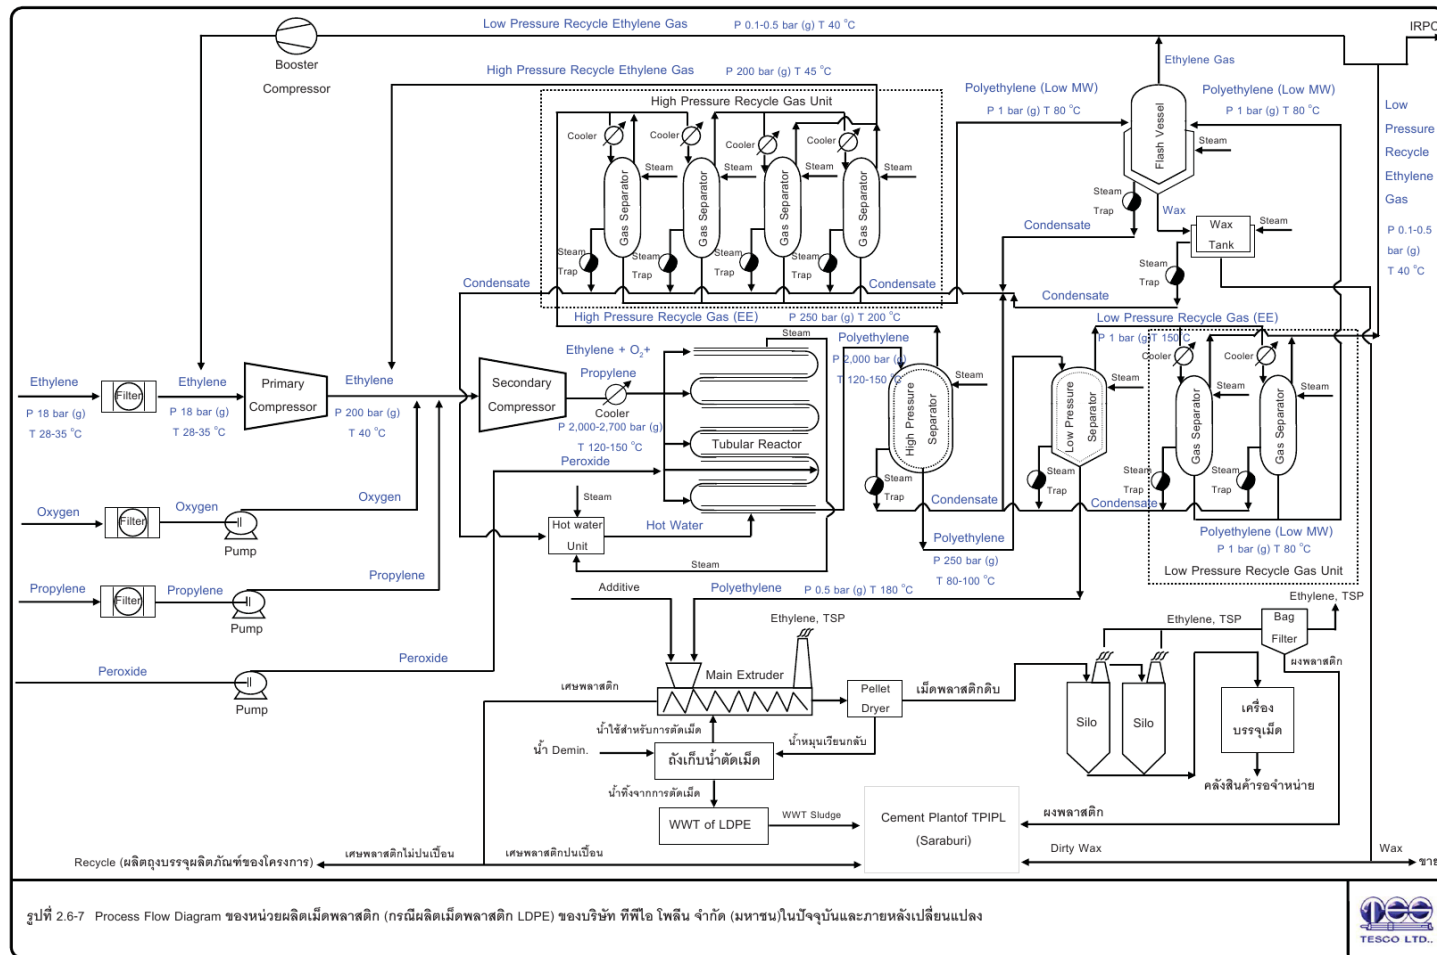 Low Pressure Recycle Ethylene Gas
P 0.1-0.5 bar (g) T 40 °C
IRPC
Booster
Compressor
Ethylene Gas
High Pressure Recycle Ethylene Gas
P 200 bar (g) T 45 °C
High Pressure Recycle Gas Unit
Cooler
Cooler
Cooler
Cooler
Polyethylene (Low MW)
P 1 bar (g) T 80 °C
Polyethylene (Low MW)
P 1 bar (g) T 80 °C
Low
Pressure
Recycle
Ethylene
Gas
P 0.1-0.5
bar (g)
T 40 °C
Flash Vessel
Steam
Steam
Trap
Wax
Wax
Tank
Steam
Steam
Trap
Condensate
Condensate
Gas Separator
Steam
Gas Separator
Steam
Gas Separator
Steam
Gas Separator
Steam
Steam
Trap
Steam
Trap
Steam
Trap
Steam
Trap
Condensate
Condensate
High Pressure Recycle Gas (EE)
P 250 bar (g) T 200 °C
Steam
Low Pressure Recycle Gas (EE)
P 1 bar (g) T 150 °C
Ethylene
P 18 bar (g)
T 28-35 °C
Filter
Ethylene
P 18 bar (g)
T 28-35 °C
Primary
Compressor
Ethylene
P 200 bar (g)
T 40 °C
Secondary
Compressor
Ethylene + O2+
Propylene
Cooler
P 2,000-2,700 bar (g)
T 120-150 °C
Peroxide
Tubular Reactor
Polyethylene
P 2,000 bar (g)
T 120-150 °C
High Pressure
Separator
Steam
Steam
Trap
Low Pressure
Separator
Steam
Steam
Trap
Cooler
Cooler
Gas Separator
Steam
Gas Separator
Steam
Steam
Trap
Steam
Trap
Condensate
Condensate
Polyethylene (Low MW)
P 1 bar (g) T 80 °C
Low Pressure Recycle Gas Unit
Oxygen
Filter
Oxygen
Pump
Oxygen
Steam
Hot water
Unit
Hot Water
Steam
Polyethylene
P 250 bar (g)
T 80-100 °C
Propylene
Filter
Propylene
Pump
Propylene
Additive
Polyethylene
P 0.5 bar (g) T 180 °C
Peroxide
Pump
Peroxide
Ethylene, TSP
Main Extruder
เศษพลาสติก
Pellet
Dryer
เม็ดพลาสติกดิบ
Silo
Silo
Ethylene, TSP
Bag
Filter
Ethylene, TSP
ผงพลาสติก
เครื่อง
บรรจุเม็ด
คลังสินค้ารอจำหน่าย
น้ำใช้สำหรับการตัดเม็ด
น้ำหมุนเวียนกลับ
น้ำ Demin.
ถังเก็บน้ำตัดเม็ด
น้ำทิ้งจากการตัดเม็ด
WWT of LDPE
WWT Sludge
Cement Plantof TPIPL
(Saraburi)
ผงพลาสติก
Dirty Wax
Wax
ขาย
Recycle (ผลิตถุงบรรจุผลิตภัณฑ์ของโครงการ)
เศษพลาสติกไม่ปนเปื้อน
เศษพลาสติกปนเปื้อน
รูปที่ 2.6-7 Process Flow Diagram ของหน่วยผลิตเม็ดพลาสติก (กรณีผลิตเม็ดพลาสติก LDPE) ของบริษัท ทีพีไอ โพลีน จำกัด (มหาชน)ในปัจจุบันและภายหลังเปลี่ยนแปลง
TESCO LTD..